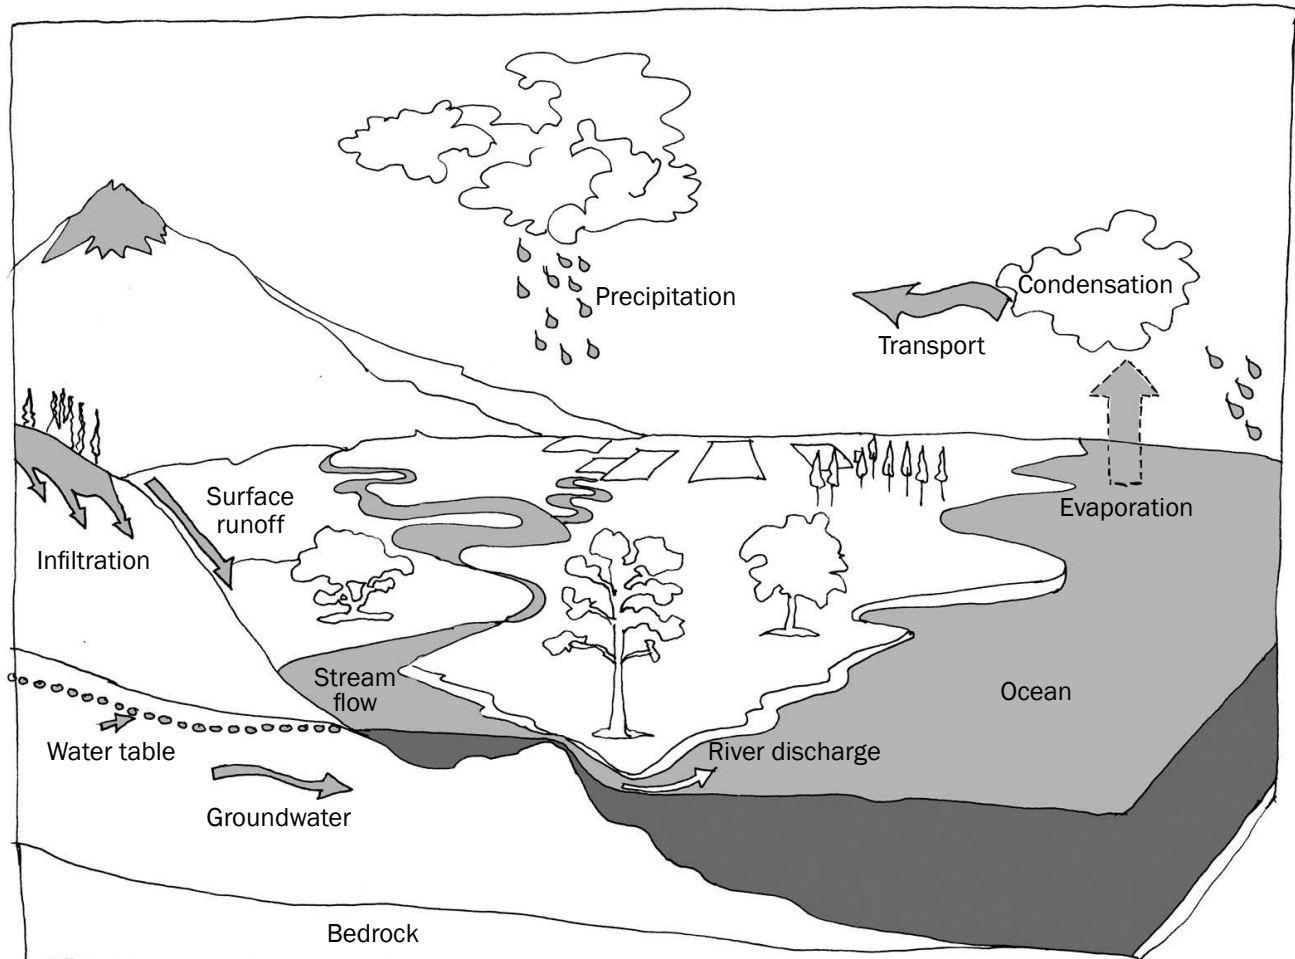 Condensation
Precipitation
Transport
Evaporation
Surface
runoff
Infiltration
Stream
flow
Ocean
Water table
River discharge
Groundwater
Bedrock